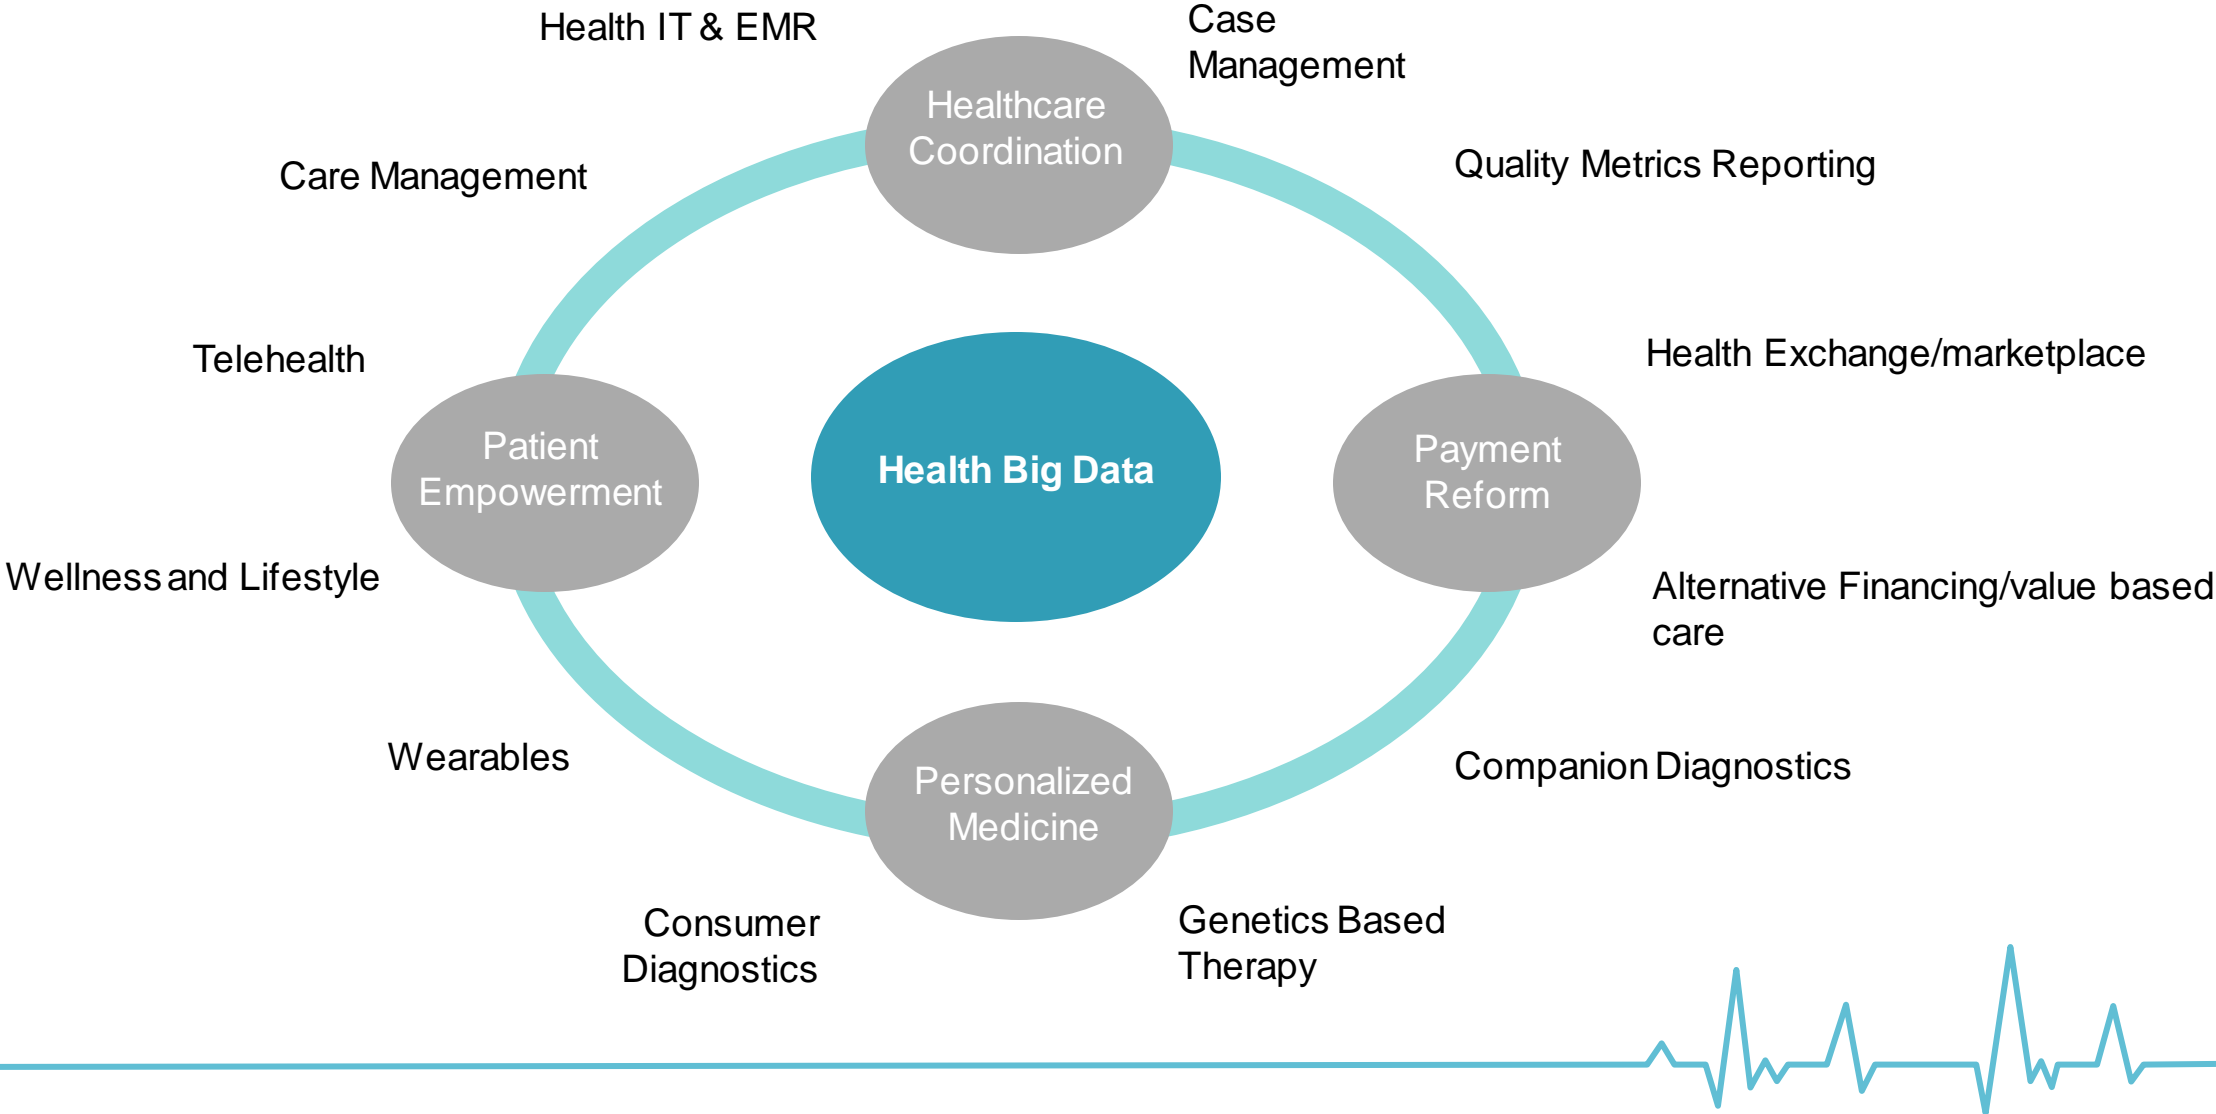 Health IT & EMR
Case
Management
Healthcare
Coordination
Care Management
Quality Metrics Reporting
Telehealth
Health Exchange/marketplace
Patient
Empowerment
Health Big Data
Payment
Reform
Wellness and Lifestyle
Alternative Financing/value based
care
Wearables
Personalized
Medicine
Companion Diagnostics
Consumer
Diagnostics
Genetics Based
Therapy